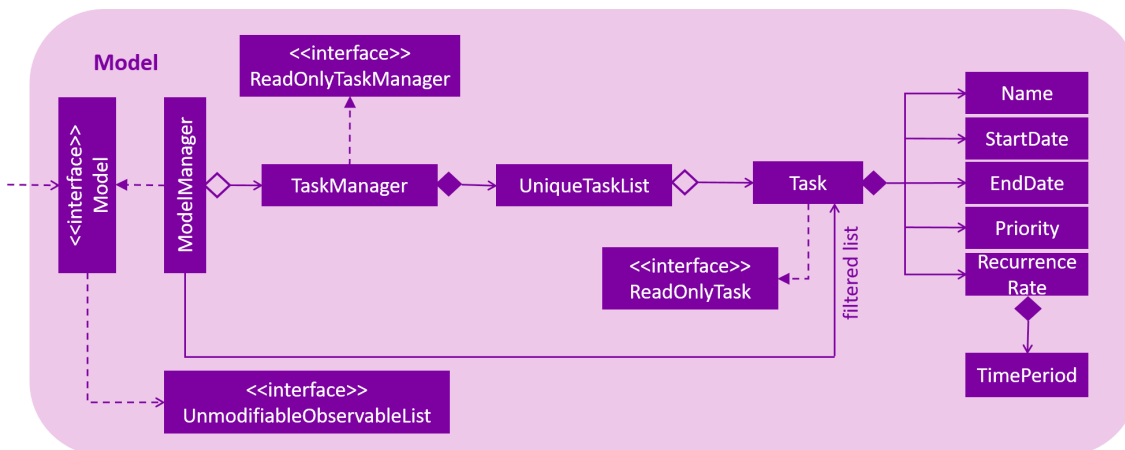 Model
<<interface>>
ReadOnlyTaskManager
<<interface>>
Model
ModelManager
TaskManager
UniqueTaskList
Task
Name
StartDate
EndDate
Priority
Recurrence
Rate
<<interface>>
ReadOnlyTask
filtered list
TimePeriod
<<interface>>
UnmodifiableObservableList